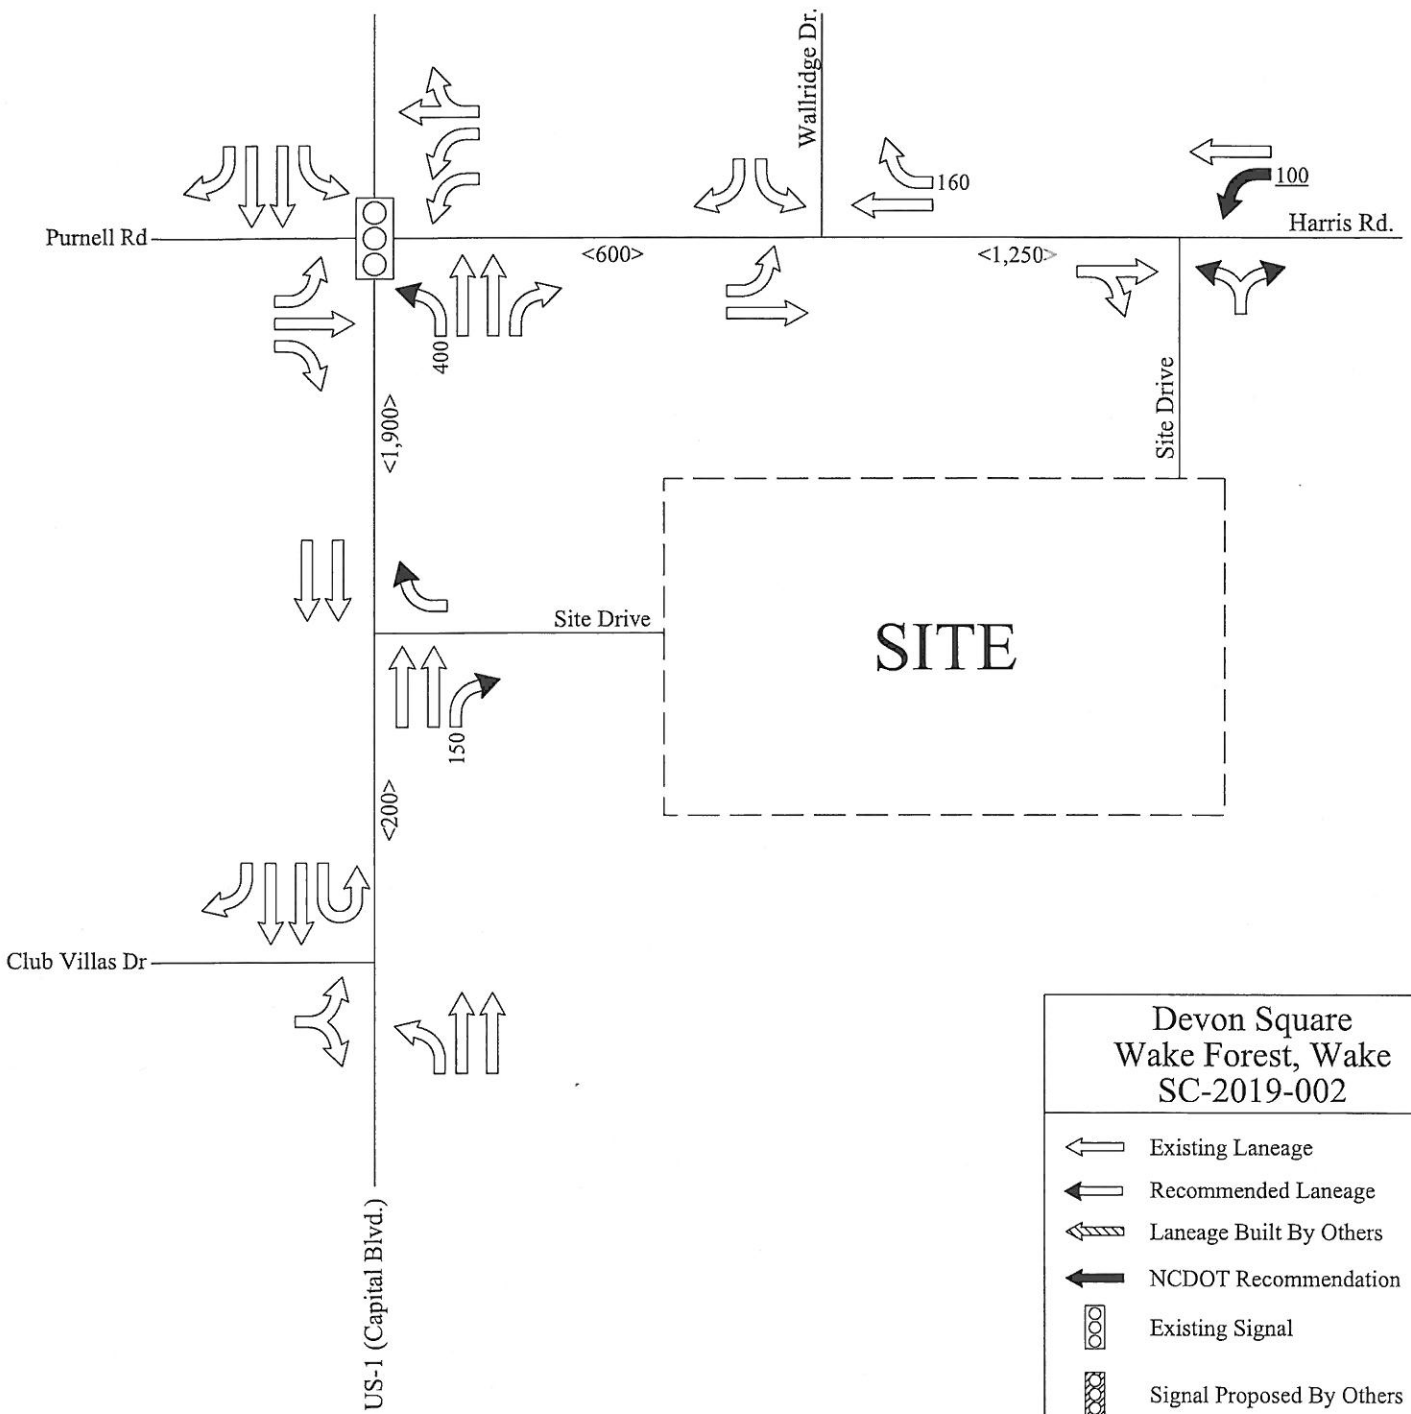 Wallridge Dr.
160
100
Purnell Rd
Harris Rd.
<600>
<1,250>
400
<1,900>
Site Drive
Site Drive
SITE
150
<200>
Club Villas Dr
US-1 (Capital Blvd.)
Devon Square
Wake Forest, Wake
SC-2019-002
Existing Laneage
Recommended Laneage
Laneage Built By Others
NCDOT Recommendation
Existing Signal
Signal Proposed By Others